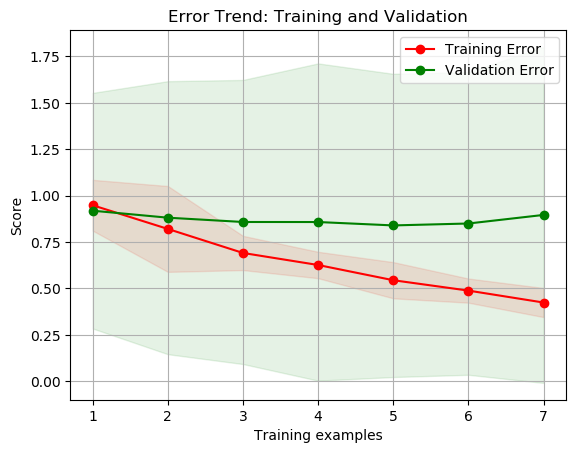 Error Trend: Training and Validation
Training Error
Validation Error
Score
1.75
1.50
1.25
1.00
0.75
0.50
0.25
0.00
1 2 3 4 5 6 7
Training examples